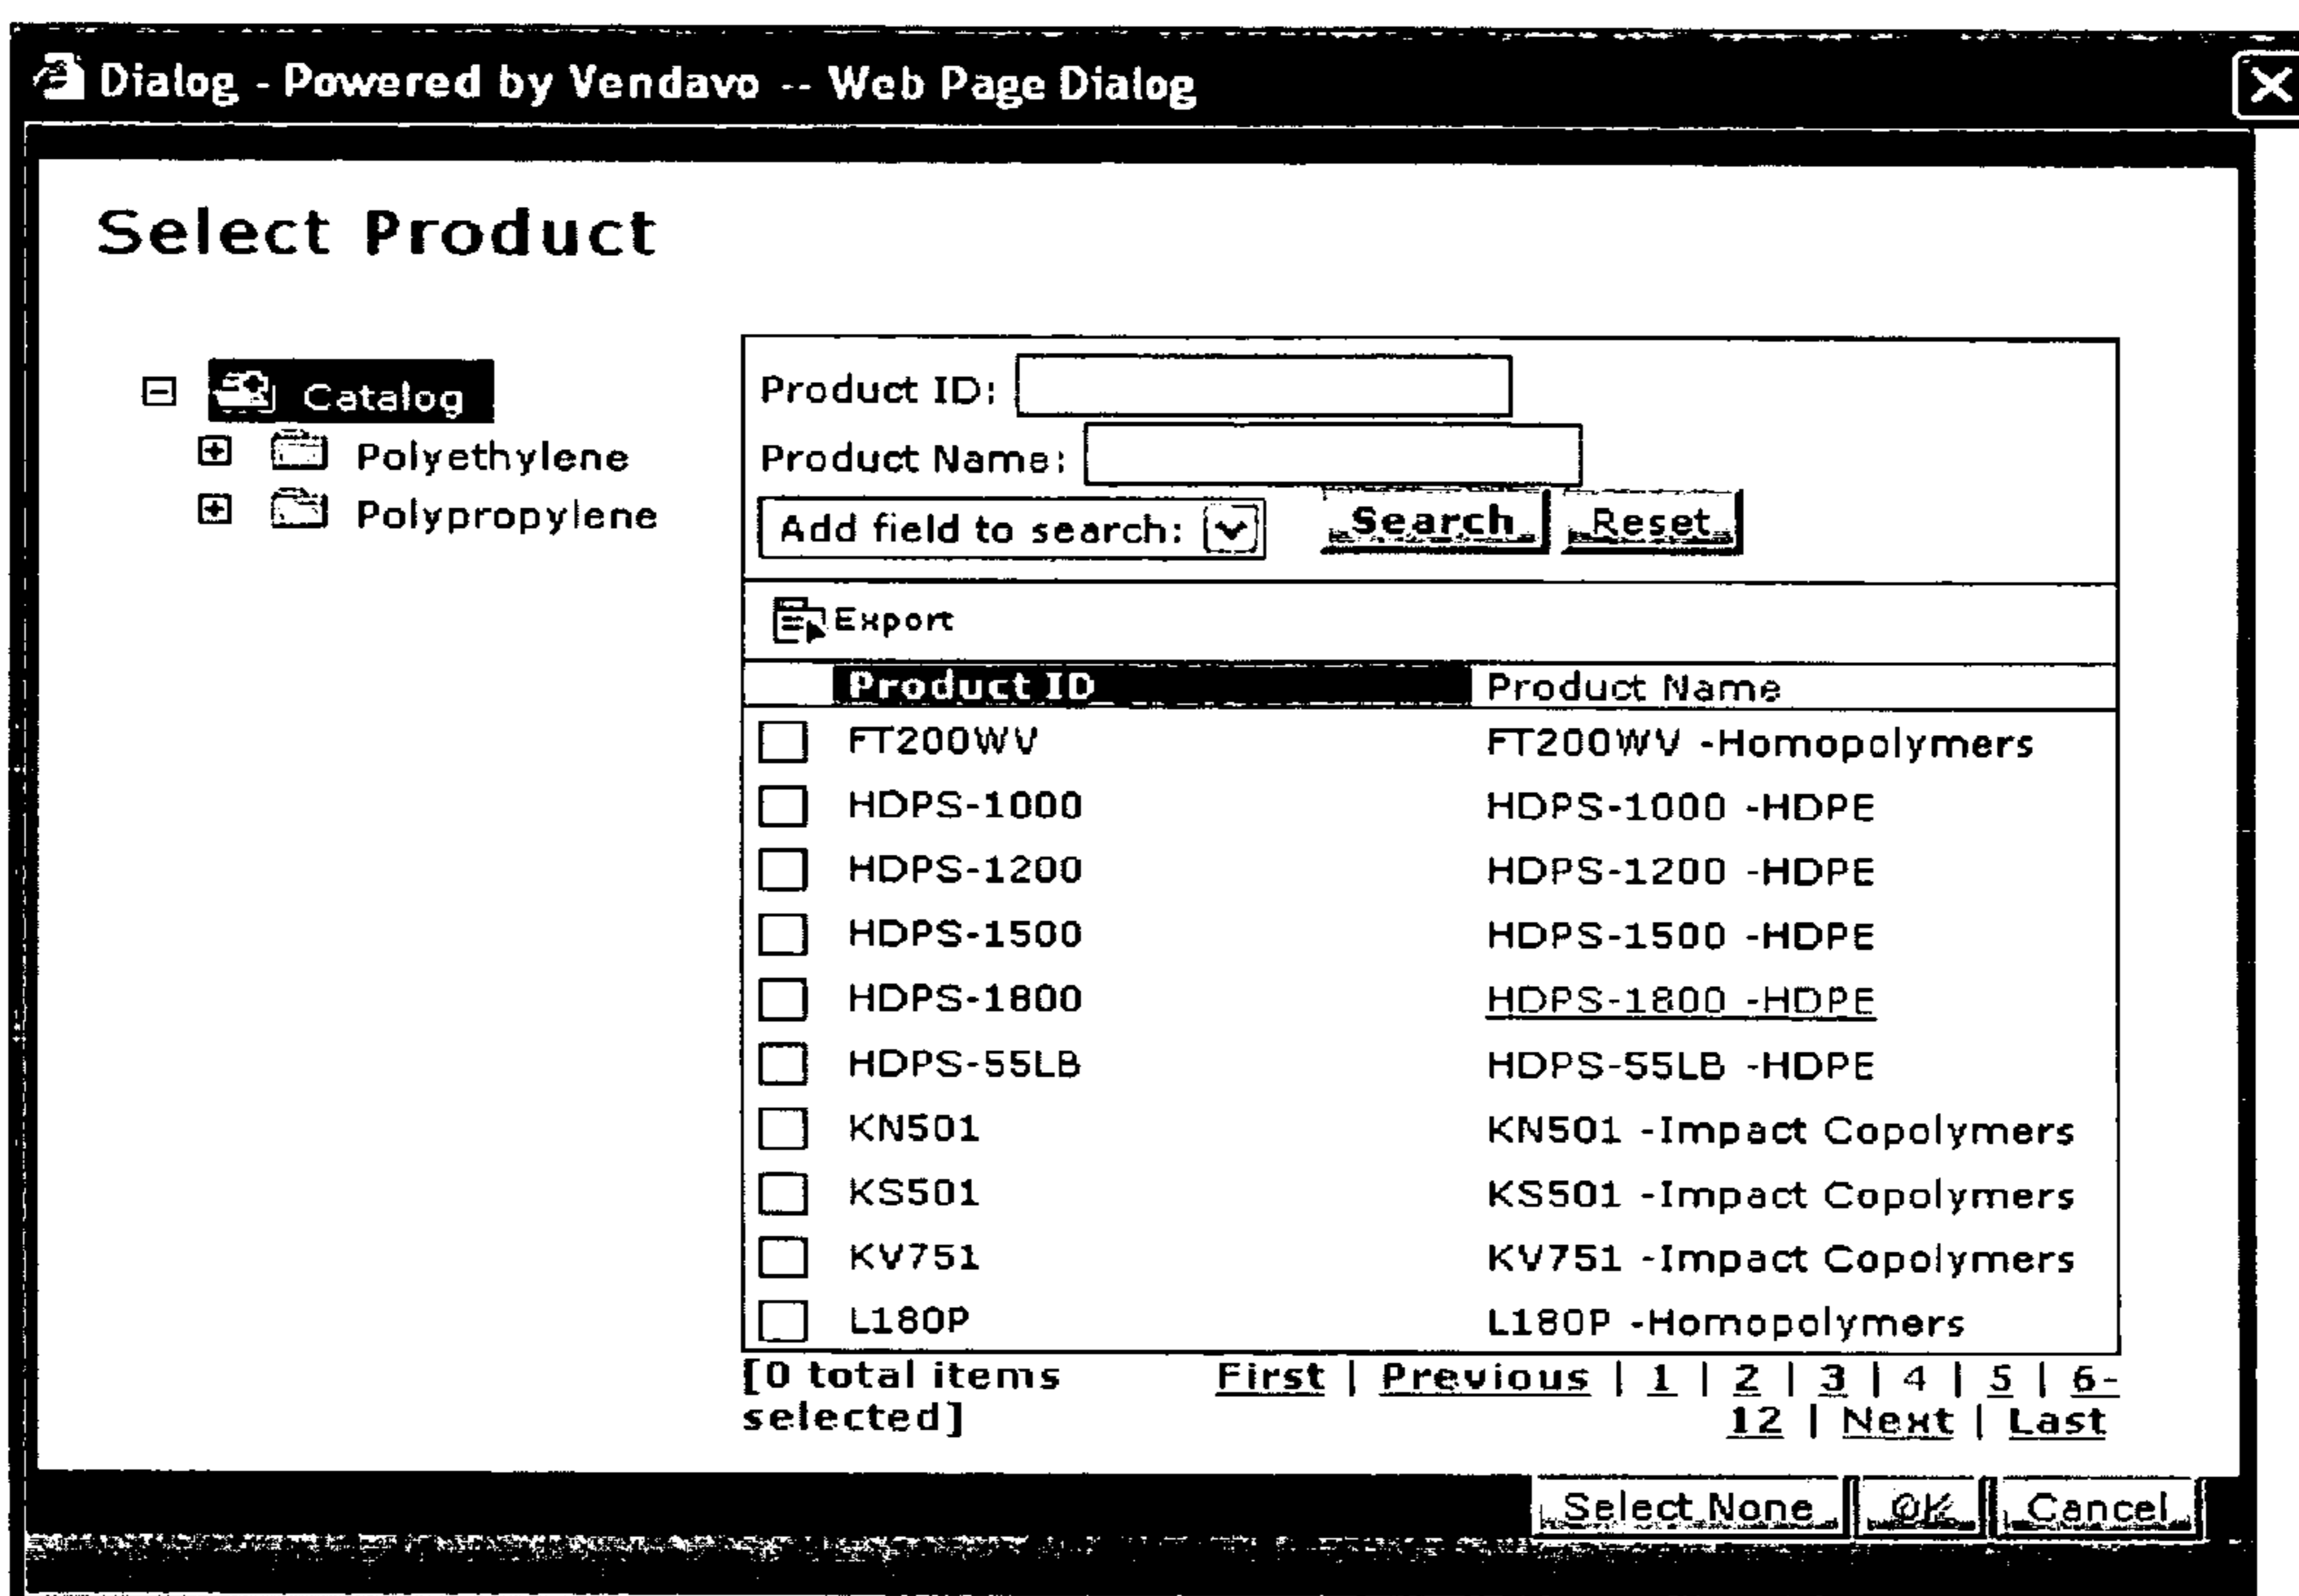 Dialog - Powered by Vendavo -- Web Page Dialog
Select Product
Catalog
Polyethylene
Polypropylene
Product ID:
Product Name:
Add field to search:
Search
Reset
Export
Product ID Product Name
FT200WV FT200WV -Homopolymers
HDPS-1000 HDPS-1000 -HDPE
HDPS-1200 HDPS-1200 -HDPE
HDPS-1500 HDPS-1500 -HDPE
HDPS-1800 HDPS-1800 -HDPE
HDPS-55LB HDPS-55LB -HDPE
KN501 KN501 -Impact Copolymers
KS501 KS501 -Impact Copolymers
KV751 KV751 -Impact Copolymers
L180P L180P -Homopolymers
[0 total items First | Previous | 1 | 2 | 3 | 4 | 5 | 6-
selected] 12 | Next | Last
Select None OK Cancel